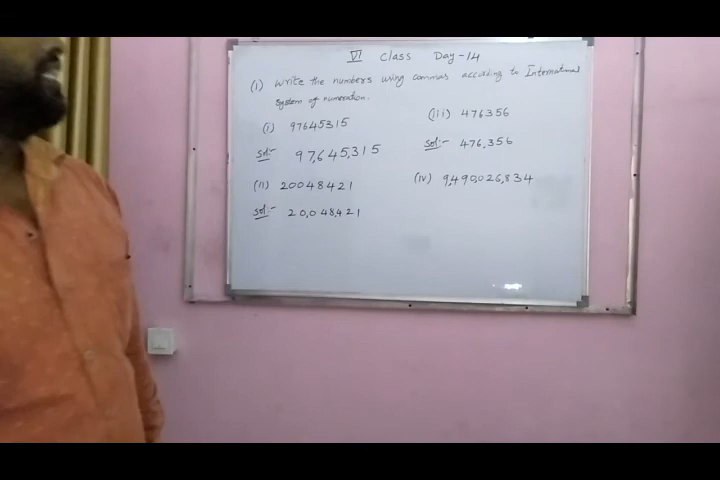 VI Class Day-14
(1) Write the numbers using commas according to International
system of numeration.
(i) 97645315
Sol:- 97,645,315
(ii) 20048421
Sol:- 20,048,421
(iii) 476356
Sol:- 476,356
(iv) 9,490,026,834